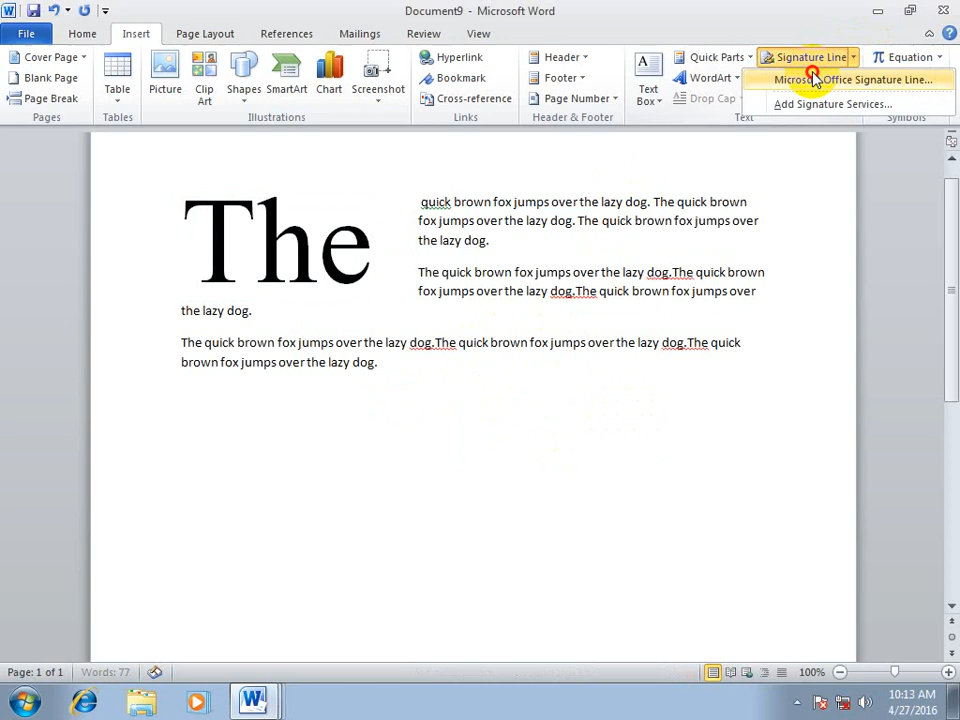 Document9 - Microsoft Word
File Home Insert Page Layout References Mailings Review View
Cover Page
Blank Page
Page Break
Pages
Table
Tables
Picture
Clip Art
Shapes
SmartArt
Chart
Screenshot
Illustrations
Hyperlink
Bookmark
Cross-reference
Links
Header
Footer
Page Number
Header & Footer
Text Box
Quick Parts
WordArt
Drop Cap
Text
Signature Line
Microsoft Office Signature Line...
Add Signature Services...
Equation
Symbols
The quick brown fox jumps over the lazy dog. The quick brown
fox jumps over the lazy dog. The quick brown fox jumps over
the lazy dog.
The quick brown fox jumps over the lazy dog.The quick brown
fox jumps over the lazy dog.The quick brown fox jumps over
the lazy dog.
The quick brown fox jumps over the lazy dog.The quick brown fox jumps over the lazy dog.The quick
brown fox jumps over the lazy dog.
Page: 1 of 1 Words: 77 100%
10:13 AM
4/27/2016